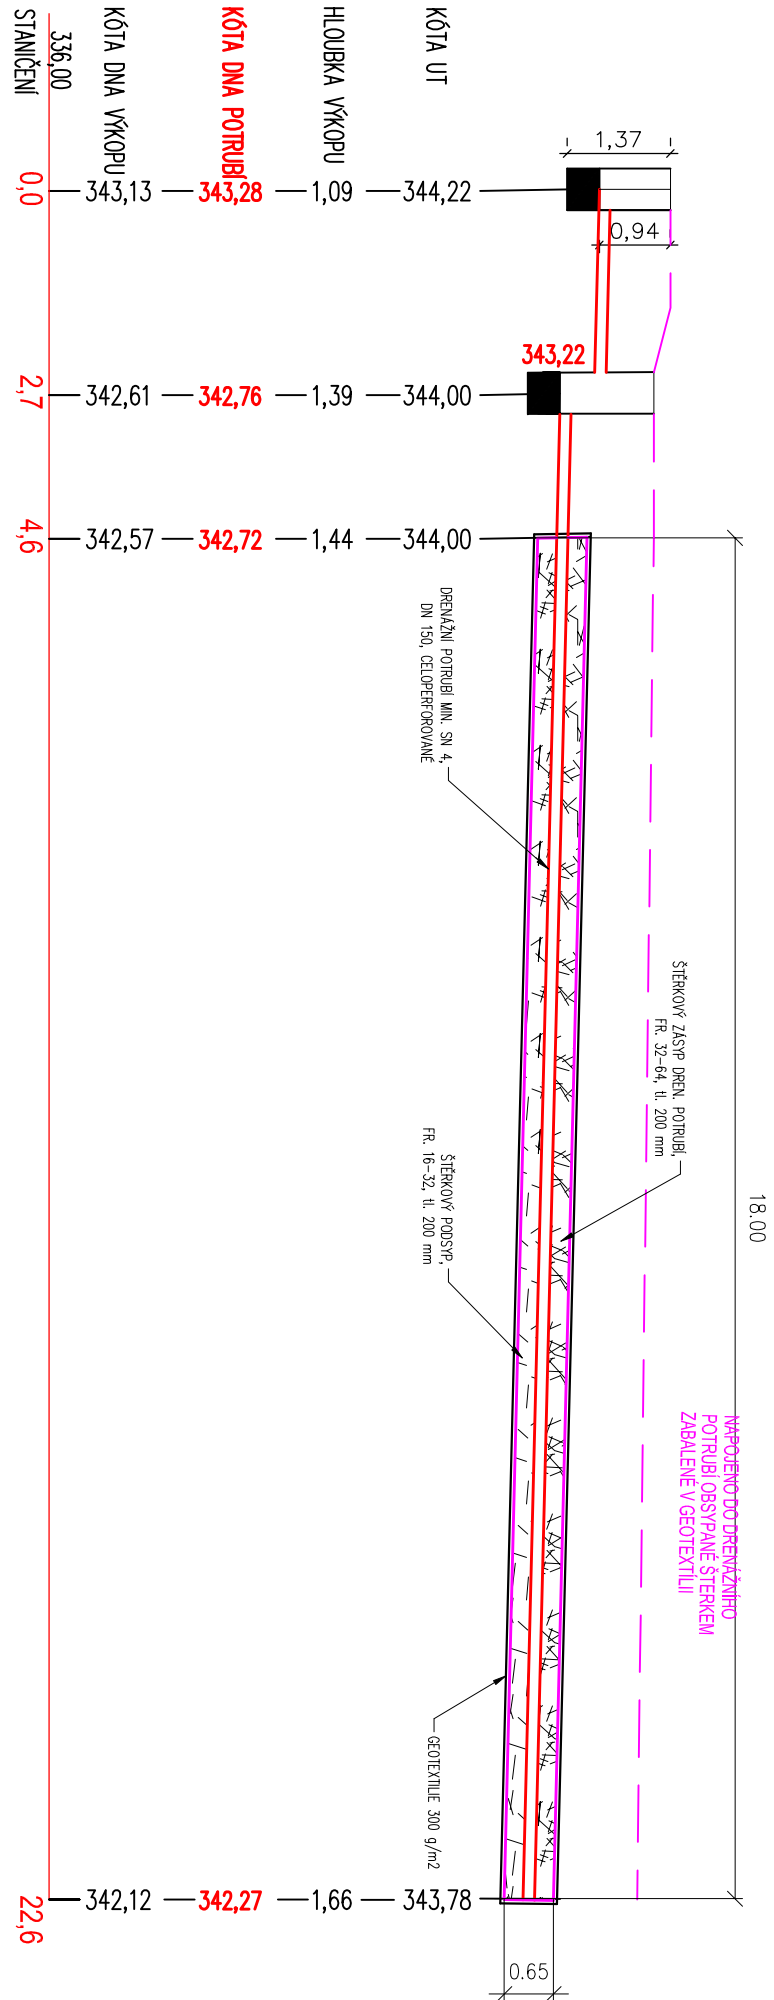 KÓTA UT
HLOUBKA VÝKOPU
KÓTA DNA POTRUBÍ
KÓTA DNA VÝKOPU
336,00
STANIČENÍ
1,37
0,94
344,22
1,09
343,28
343,13
0,0
343,22
344,00
1,39
342,76
342,61
2,7
344,00
1,44
342,72
342,57
4,6
DRENÁŽNÍ POTRUBÍ MIN. SN 4,
DN 150, CELOPERFOROVANÉ
ŠTĚRKOVÝ ZÁSYP DREN. POTRUBÍ,
FR. 32-64, tl. 200 mm
ŠTĚRKOVÝ PODSYP,
FR. 16-32, tl. 200 mm
18.00
NAPOJENO DO DRENÁŽNÍHO
POTRUBÍ OBSYPANÉ ŠTERKEM
ZABALENÉ V GEOTEXTÍLII
GEOTEXTILIE 300 g/m2
343,78
1,66
342,27
342,12
22,6
0.65